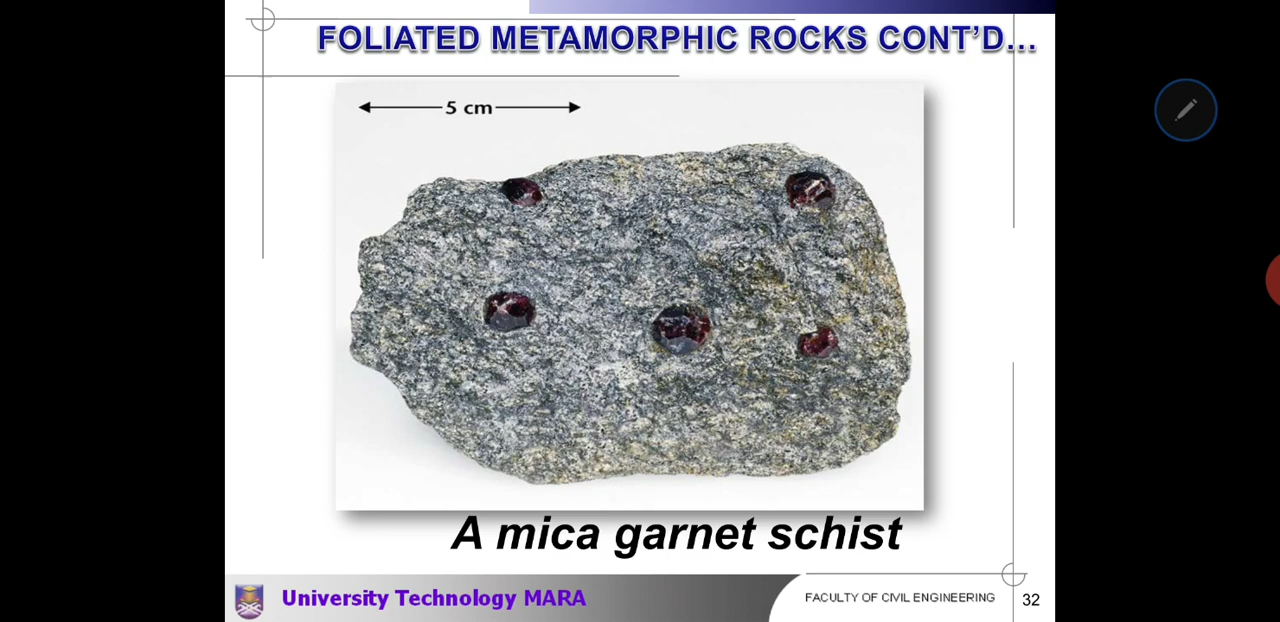 FOLIATED METAMORPHIC ROCKS CONT’D…
5 cm
A mica garnet schist
University Technology MARA
FACULTY OF CIVIL ENGINEERING
32